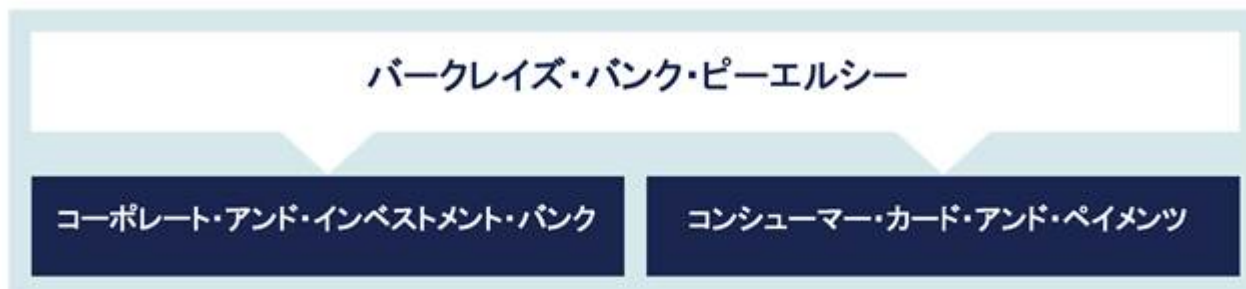 バークレイズ・バンク・ピーエルシー
コーポレート・アンド・インベストメント・バンク
コンシューマー・カード・アンド・ペイメンツ